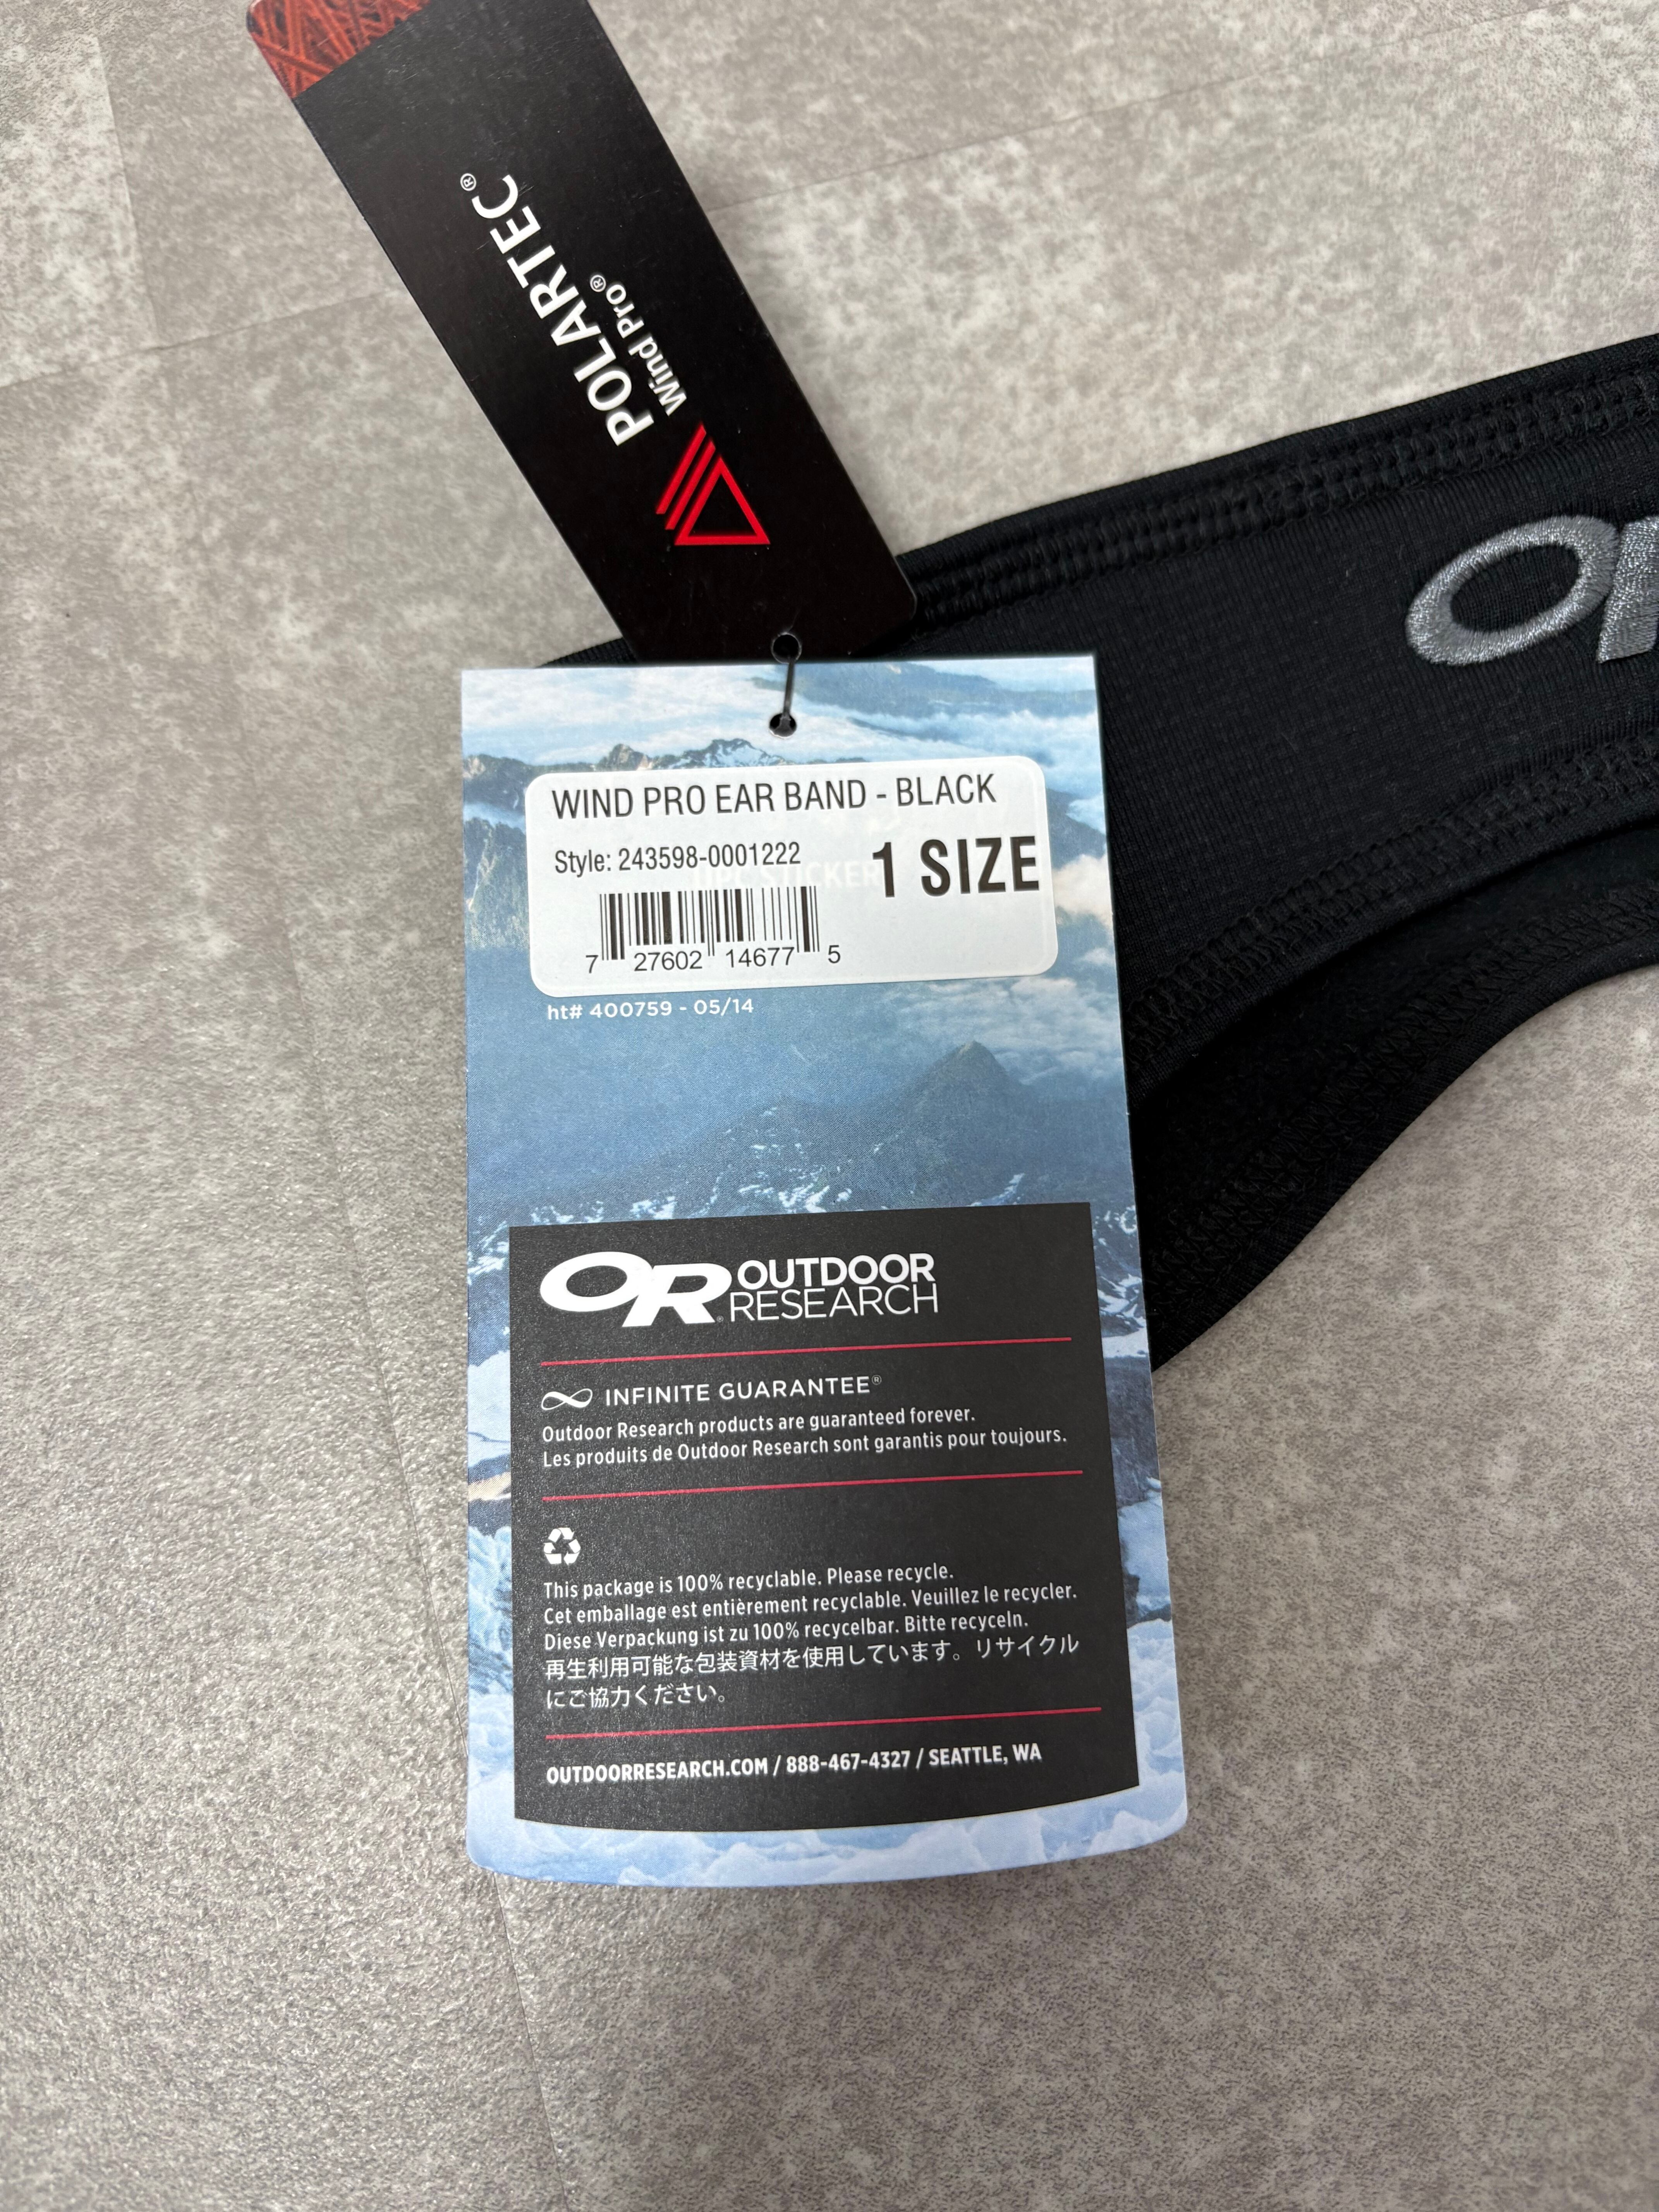 POLARTEC®
Wind Pro®
OR
WIND PRO EAR BAND - BLACK
Style: 243598-0001222
1 SIZE
UPC STICKER
7 27602 14677 5
ht# 400759 - 05/14
OR® OUTDOOR
RESEARCH
INFINITE GUARANTEE®
Outdoor Research products are guaranteed forever.
Les produits de Outdoor Research sont garantis pour toujours.
This package is 100% recyclable. Please recycle.
Cet emballage est entièrement recyclable. Veuillez le recycler.
Diese Verpackung ist zu 100% recycelbar. Bitte recyceln.
再生利用可能な包装資材を使用しています。リサイクル
にご協力ください。
OUTDOORRESEARCH.COM / 888-467-4327 / SEATTLE, WA